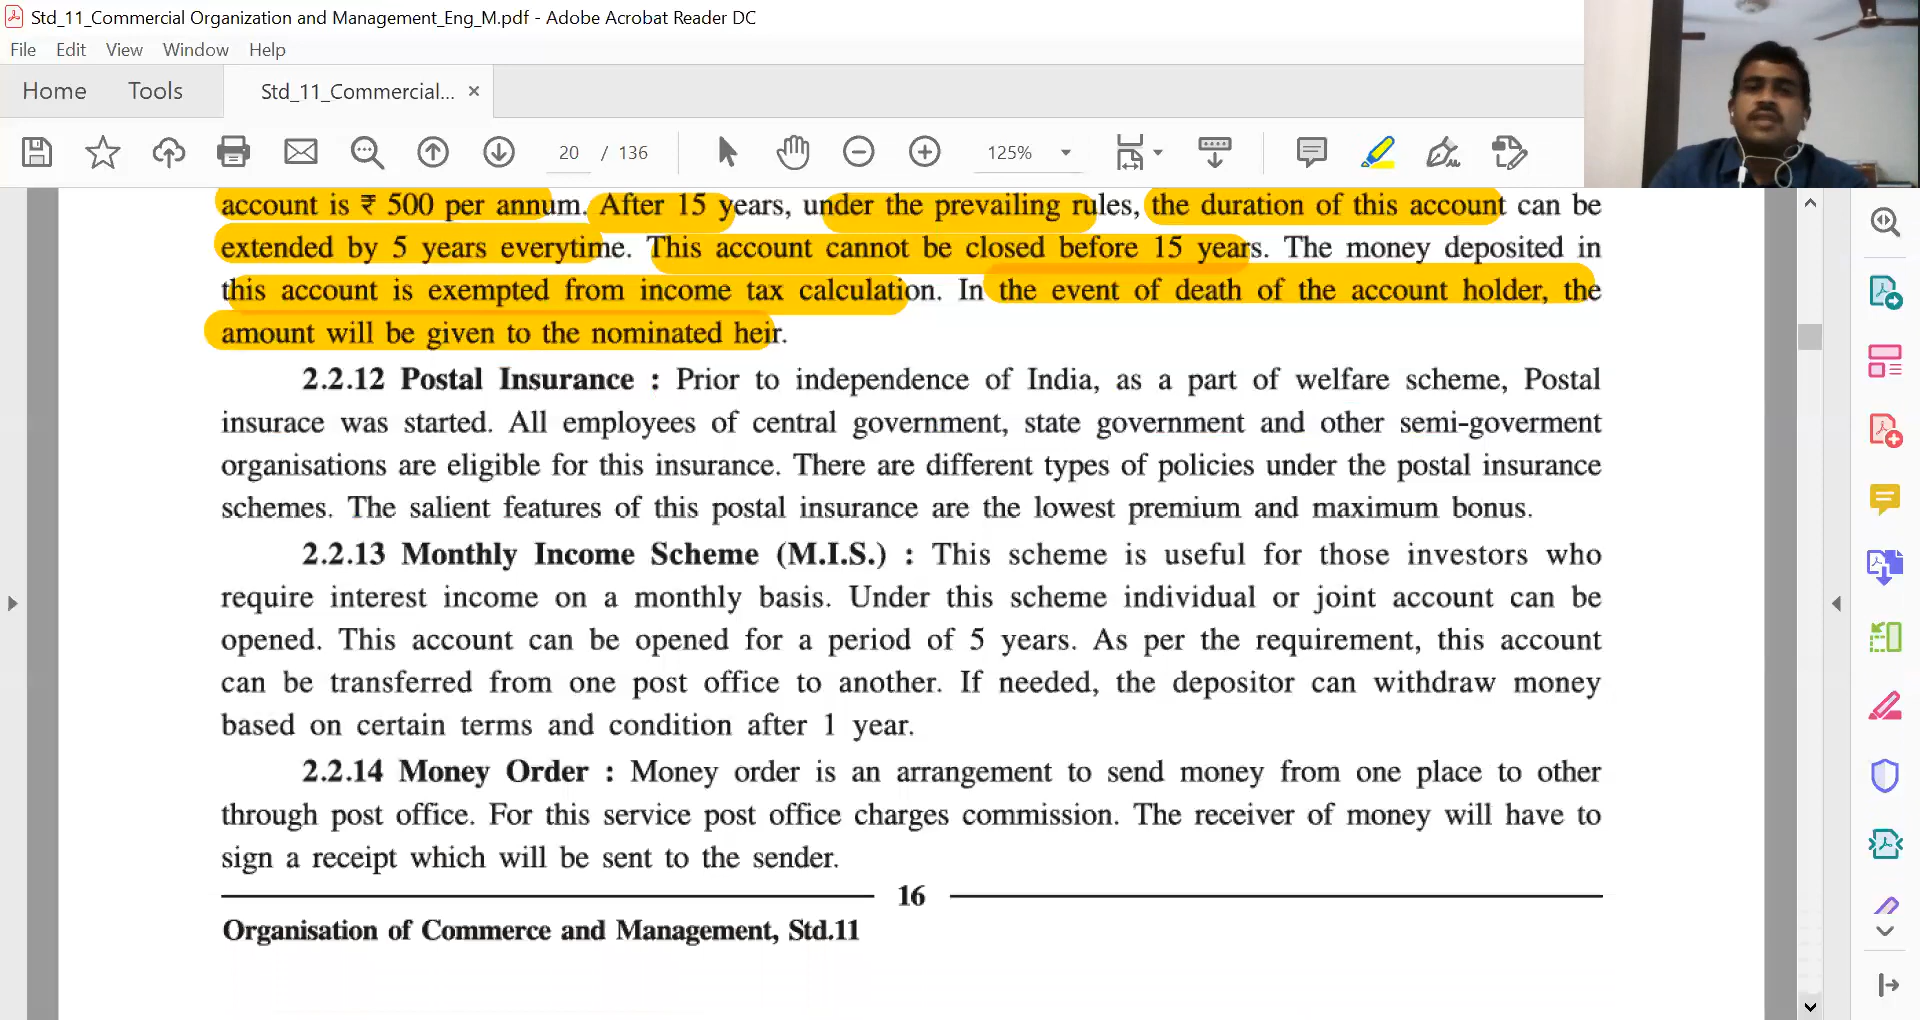 Std_11_Commercial Organization and Management_Eng_M.pdf - Adobe Acrobat Reader DC
File Edit View Window Help
Home Tools Std_11_Commercial... ×
20 / 136 125%
account is ₹ 500 per annum. After 15 years, under the prevailing rules, the duration of this account can be
extended by 5 years everytime. This account cannot be closed before 15 years. The money deposited in
this account is exempted from income tax calculation. In the event of death of the account holder, the
amount will be given to the nominated heir.
2.2.12 Postal Insurance : Prior to independence of India, as a part of welfare scheme, Postal
insurace was started. All employees of central government, state government and other semi-goverment
organisations are eligible for this insurance. There are different types of policies under the postal insurance
schemes. The salient features of this postal insurance are the lowest premium and maximum bonus.
2.2.13 Monthly Income Scheme (M.I.S.) : This scheme is useful for those investors who
require interest income on a monthly basis. Under this scheme individual or joint account can be
opened. This account can be opened for a period of 5 years. As per the requirement, this account
can be transferred from one post office to another. If needed, the depositor can withdraw money
based on certain terms and condition after 1 year.
2.2.14 Money Order : Money order is an arrangement to send money from one place to other
through post office. For this service post office charges commission. The receiver of money will have to
sign a receipt which will be sent to the sender.
16
Organisation of Commerce and Management, Std.11